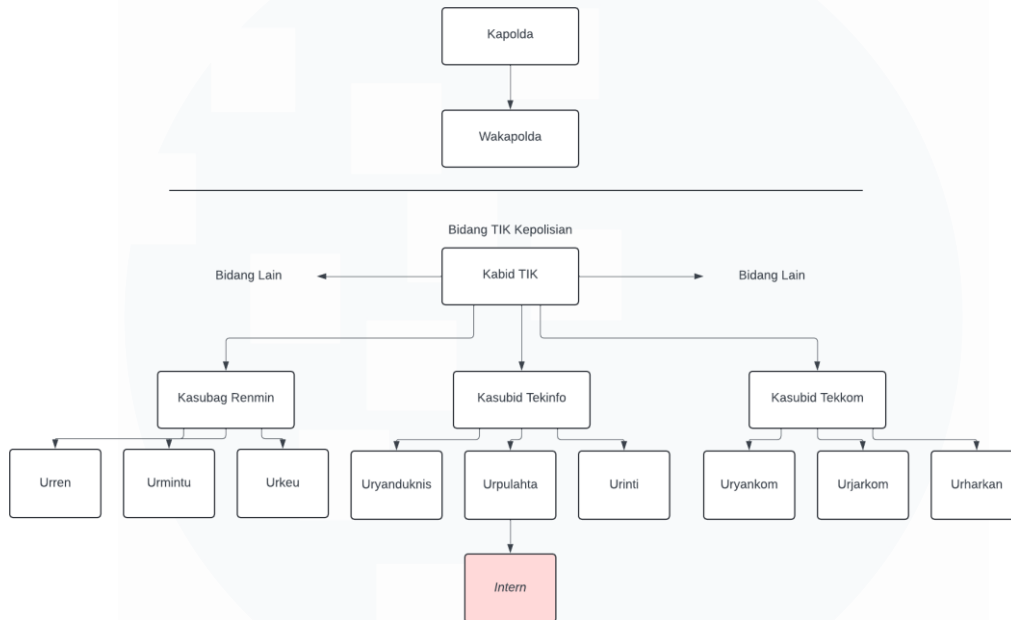 Kapolda
Wakapolda
Bidang TIK Kepolisian
Bidang Lain
Kabid TIK
Bidang Lain
Kasubag Renmin
Kasubid Tekinfo
Kasubid Tekkom
Urren
Urmintu
Urkeu
Uryanduknis
Urpulahta
Urinti
Uryankom
Urjarkom
Urharkan
Intern